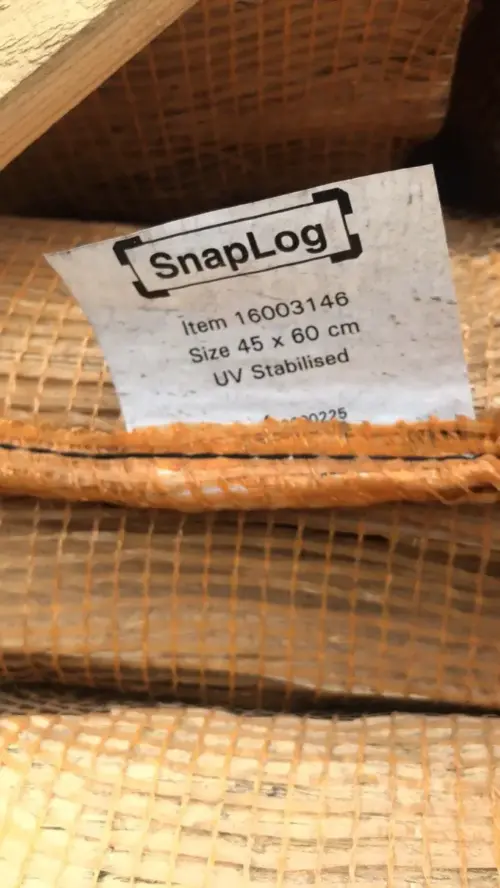 SnapLog
Item 16003146
Size 45 x 60 cm
UV Stabilised